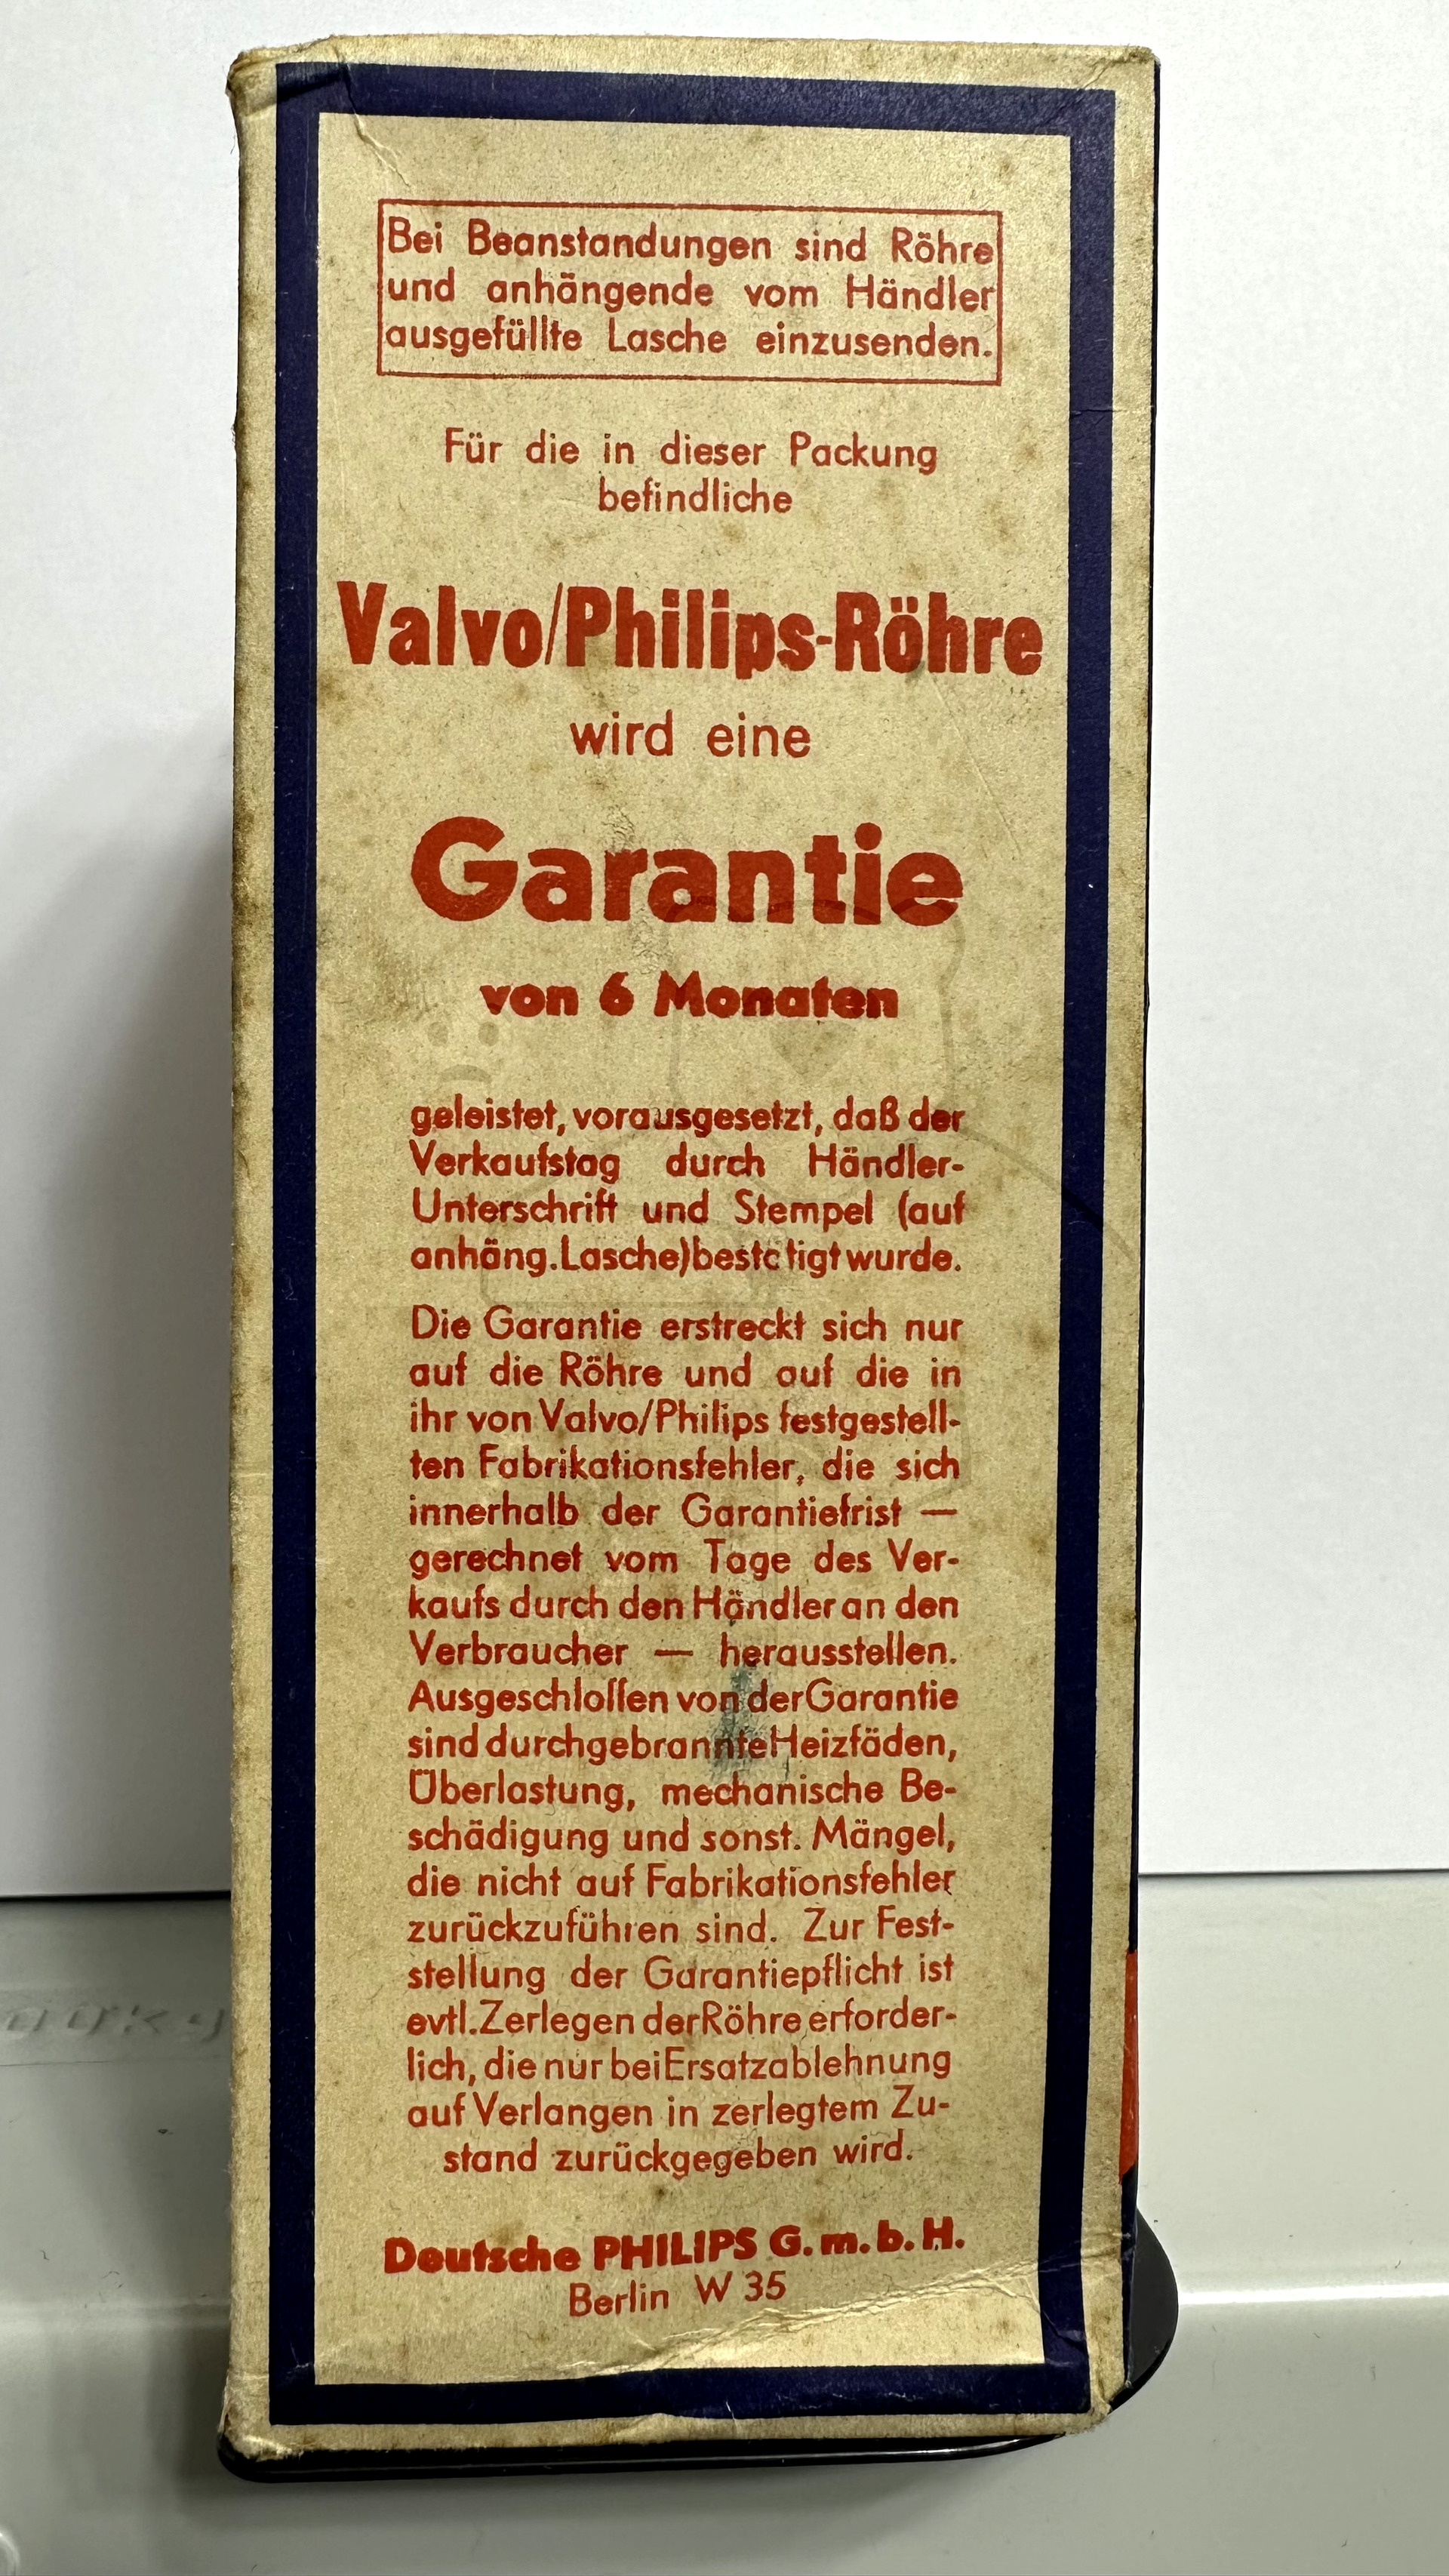 Bei Beanstandungen sind Röhre
und anhängende vom Händler
ausgefüllte Lasche einzusenden.
Für die in dieser Packung
befindliche
Valvo/Philips-Röhre
wird eine
Garantie
von 6 Monaten
geleistet, vorausgesetzt, daß der
Verkaufstag durch Händler-
Unterschrift und Stempel (auf
anhäng. Lasche) bestätigt wurde.
Die Garantie erstreckt sich nur
auf die Röhre und auf die in
ihr von Valvo/Philips festgestell-
ten Fabrikationsfehler, die sich
innerhalb der Garantiefrist —
gerechnet vom Tage des Ver-
kaufs durch den Händler an den
Verbraucher — herausstellen.
Ausgeschloſſen von der Garantie
sind durchgebrannte Heizfäden,
Überlastung, mechanische Be-
schädigung und sonst. Mängel,
die nicht auf Fabrikationsfehler
zurückzuführen sind. Zur Fest-
stellung der Garantiepflicht ist
evtl. Zerlegen der Röhre erforder-
lich, die nur bei Ersatzablehnung
auf Verlangen in zerlegtem Zu-
stand zurückgegeben wird.
Deutsche PHILIPS G. m. b. H.
Berlin W 35